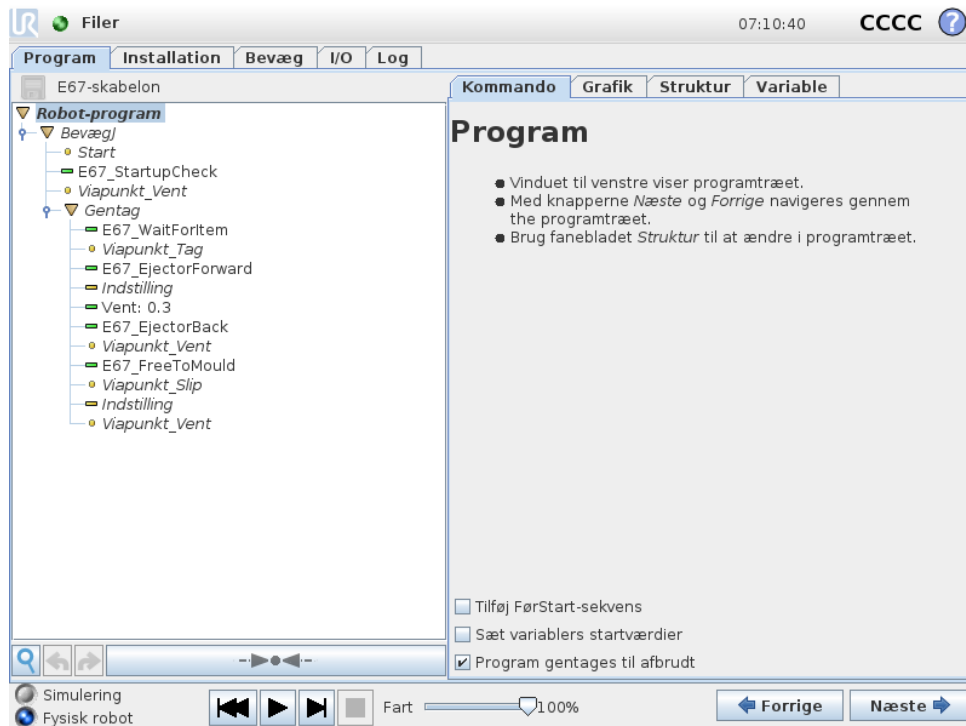 UR Filer 07:10:40 CCCC ?
Program Installation Bevæg I/O Log
E67-skabelon
Kommando Grafik Struktur Variable
Robot-program
BevægJ
Start
E67_StartupCheck
Viapunkt_Vent
Gentag
E67_WaitForItem
Viapunkt_Tag
E67_EjectorForward
Indstilling
Vent: 0.3
E67_EjectorBack
Viapunkt_Vent
E67_FreeToMould
Viapunkt_Slip
Indstilling
Viapunkt_Vent
Program
Vinduet til venstre viser programtræet.
Med knapperne Næste og Forrige navigeres gennem
the programtræet.
Brug fanebladet Struktur til at ændre i programtræet.
Tilføj FørStart-sekvens
Sæt variablers startværdier
Program gentages til afbrudt
Simulering
Fysisk robot
Fart 100%
Forrige Næste